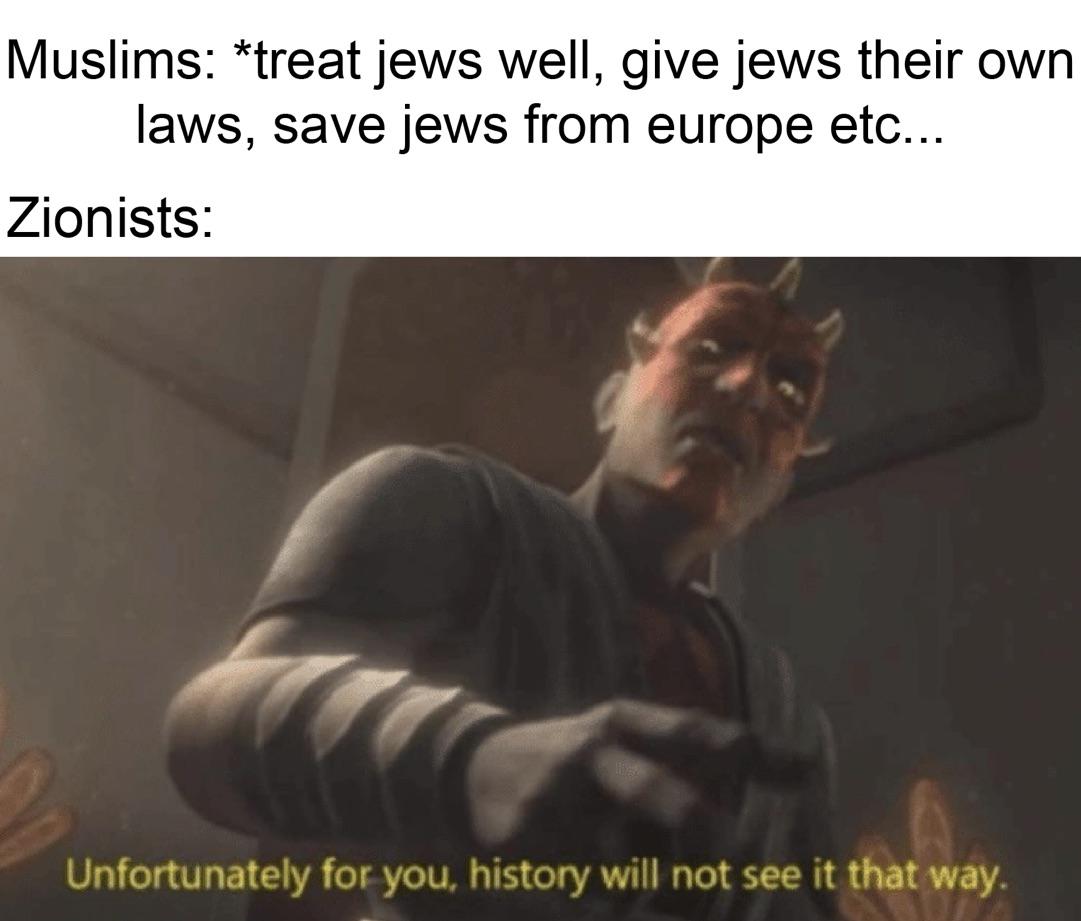 Muslims: *treat jews well, give jews their own
laws, save jews from europe etc...
Zionists:
Unfortunately for you, history will not see it that way.